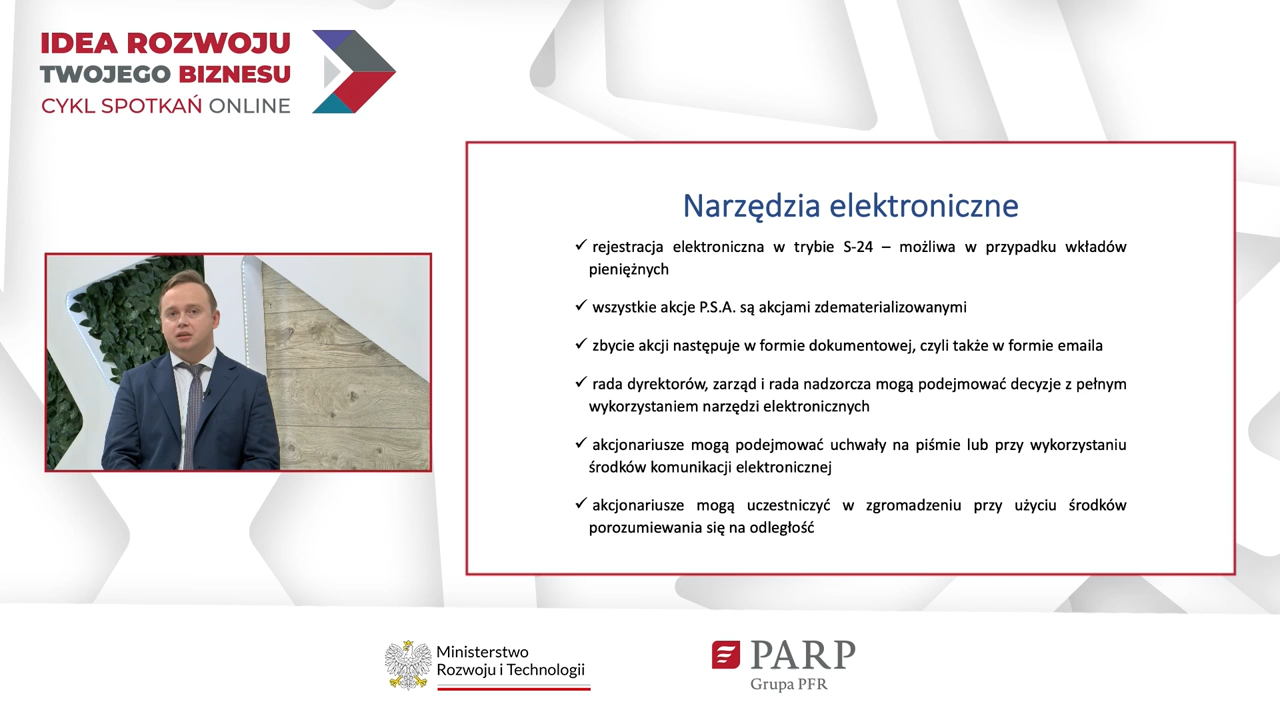 IDEA ROZWOJU
TWOJEGO BIZNESU
CYKL SPOTKAŃ ONLINE
Narzędzia elektroniczne
✓ rejestracja elektroniczna w trybie S-24 – możliwa w przypadku wkładów
pieniężnych
✓ wszystkie akcje P.S.A. są akcjami zdematerializowanymi
✓ zbycie akcji następuje w formie dokumentowej, czyli także w formie emaila
✓ rada dyrektorów, zarząd i rada nadzorcza mogą podejmować decyzje z pełnym
wykorzystaniem narzędzi elektronicznych
✓ akcjonariusze mogą podejmować uchwały na piśmie lub przy wykorzystaniu
środków komunikacji elektronicznej
✓ akcjonariusze mogą uczestniczyć w zgromadzeniu przy użyciu środków
porozumiewania się na odległość
Ministerstwo
Rozwoju i Technologii
PARP
Grupa PFR